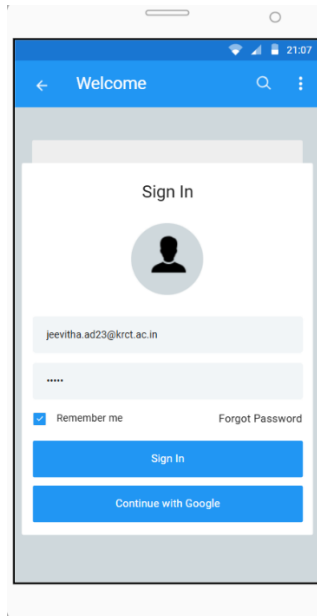 21:07
Welcome
Sign In
jeevitha.ad23@krct.ac.in
•••••
Remember me Forgot Password
Sign In
Continue with Google